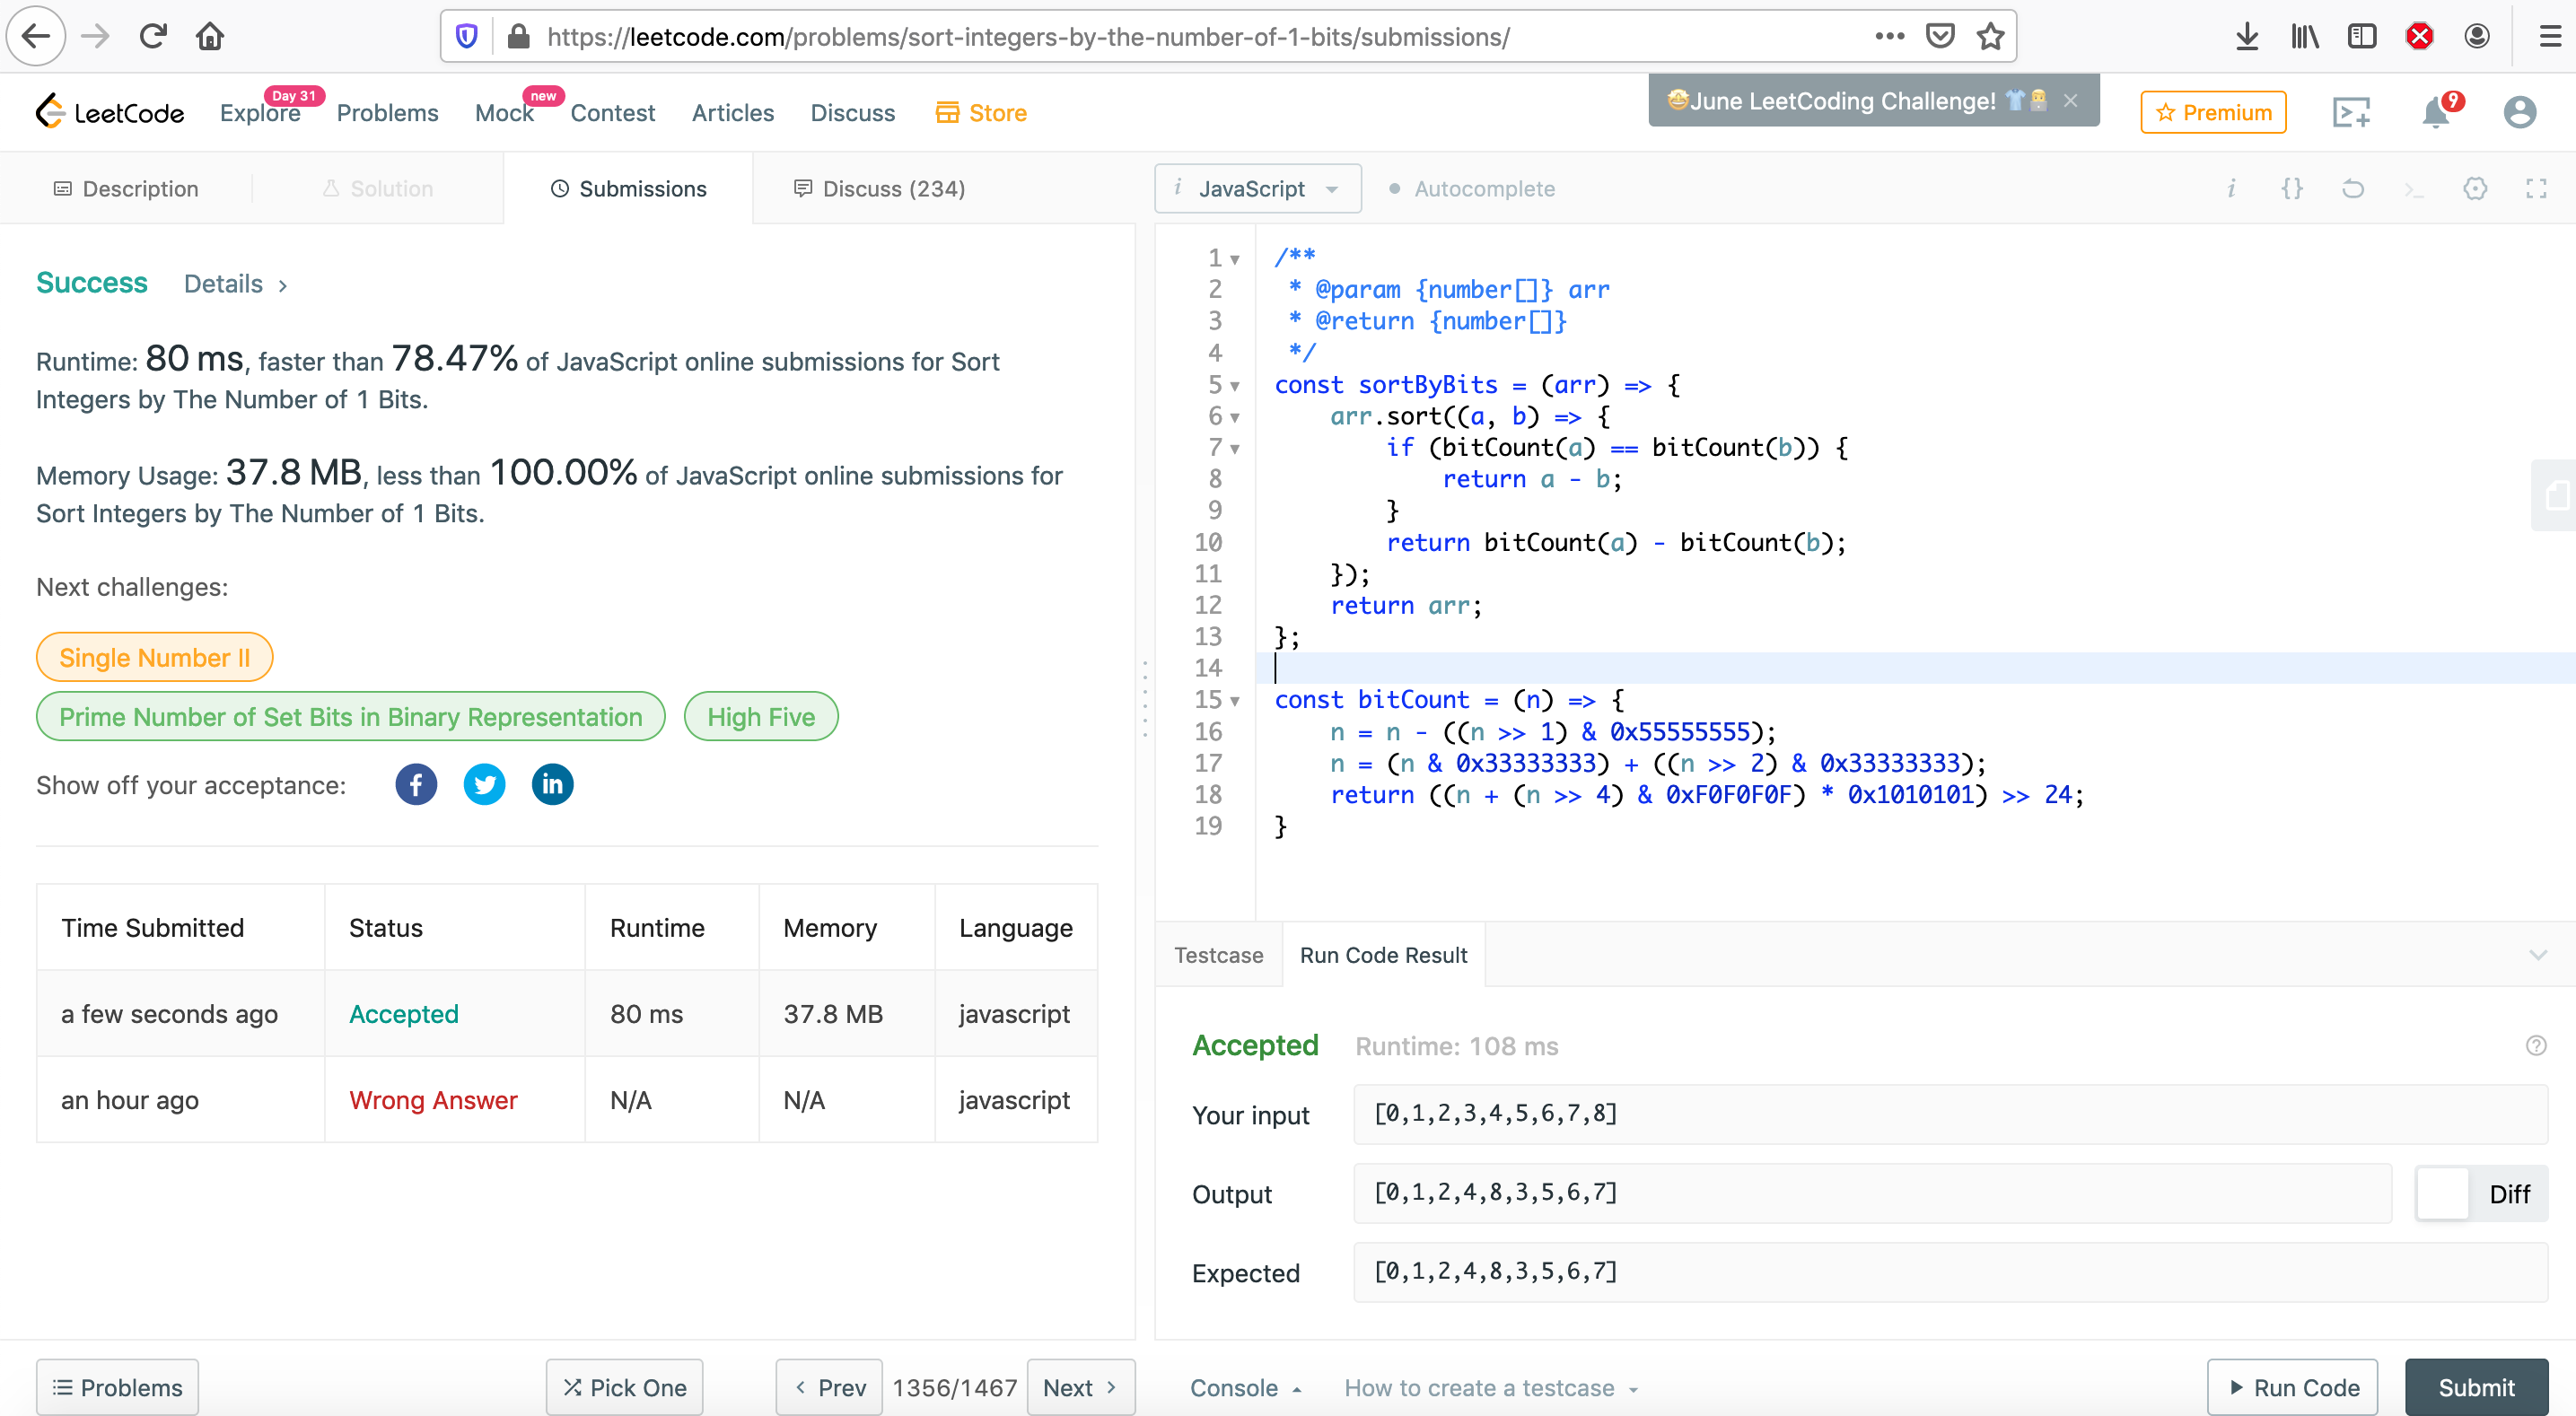 https://leetcode.com/problems/sort-integers-by-the-number-of-1-bits/submissions/
LeetCode
Explore
Day 31
Problems
Mock
new
Contest
Articles
Discuss
Store
🤩June LeetCoding Challenge! 👕👩‍💻 ×
Premium
9
Description
Solution
Submissions
Discuss (234)
i JavaScript
Autocomplete
i {} >_
Success Details >
Runtime: 80 ms, faster than 78.47% of JavaScript online submissions for Sort
Integers by The Number of 1 Bits.
Memory Usage: 37.8 MB, less than 100.00% of JavaScript online submissions for
Sort Integers by The Number of 1 Bits.
Next challenges:
Single Number II
Prime Number of Set Bits in Binary Representation
High Five
Show off your acceptance: f in
Time Submitted Status Runtime Memory Language
a few seconds ago Accepted 80 ms 37.8 MB javascript
an hour ago Wrong Answer N/A N/A javascript
1 /**
2  * @param {number[]} arr
3  * @return {number[]}
4  */
5 const sortByBits = (arr) => {
6     arr.sort((a, b) => {
7         if (bitCount(a) == bitCount(b)) {
8             return a - b;
9         }
10         return bitCount(a) - bitCount(b);
11     });
12     return arr;
13 };
14
15 const bitCount = (n) => {
16     n = n - ((n >> 1) & 0x55555555);
17     n = (n & 0x33333333) + ((n >> 2) & 0x33333333);
18     return ((n + (n >> 4) & 0xF0F0F0F) * 0x1010101) >> 24;
19 }
Testcase
Run Code Result
Accepted Runtime: 108 ms
Your input [0,1,2,3,4,5,6,7,8]
Output [0,1,2,4,8,3,5,6,7] Diff
Expected [0,1,2,4,8,3,5,6,7]
Problems
Pick One
< Prev
1356/1467
Next >
Console
How to create a testcase
Run Code
Submit